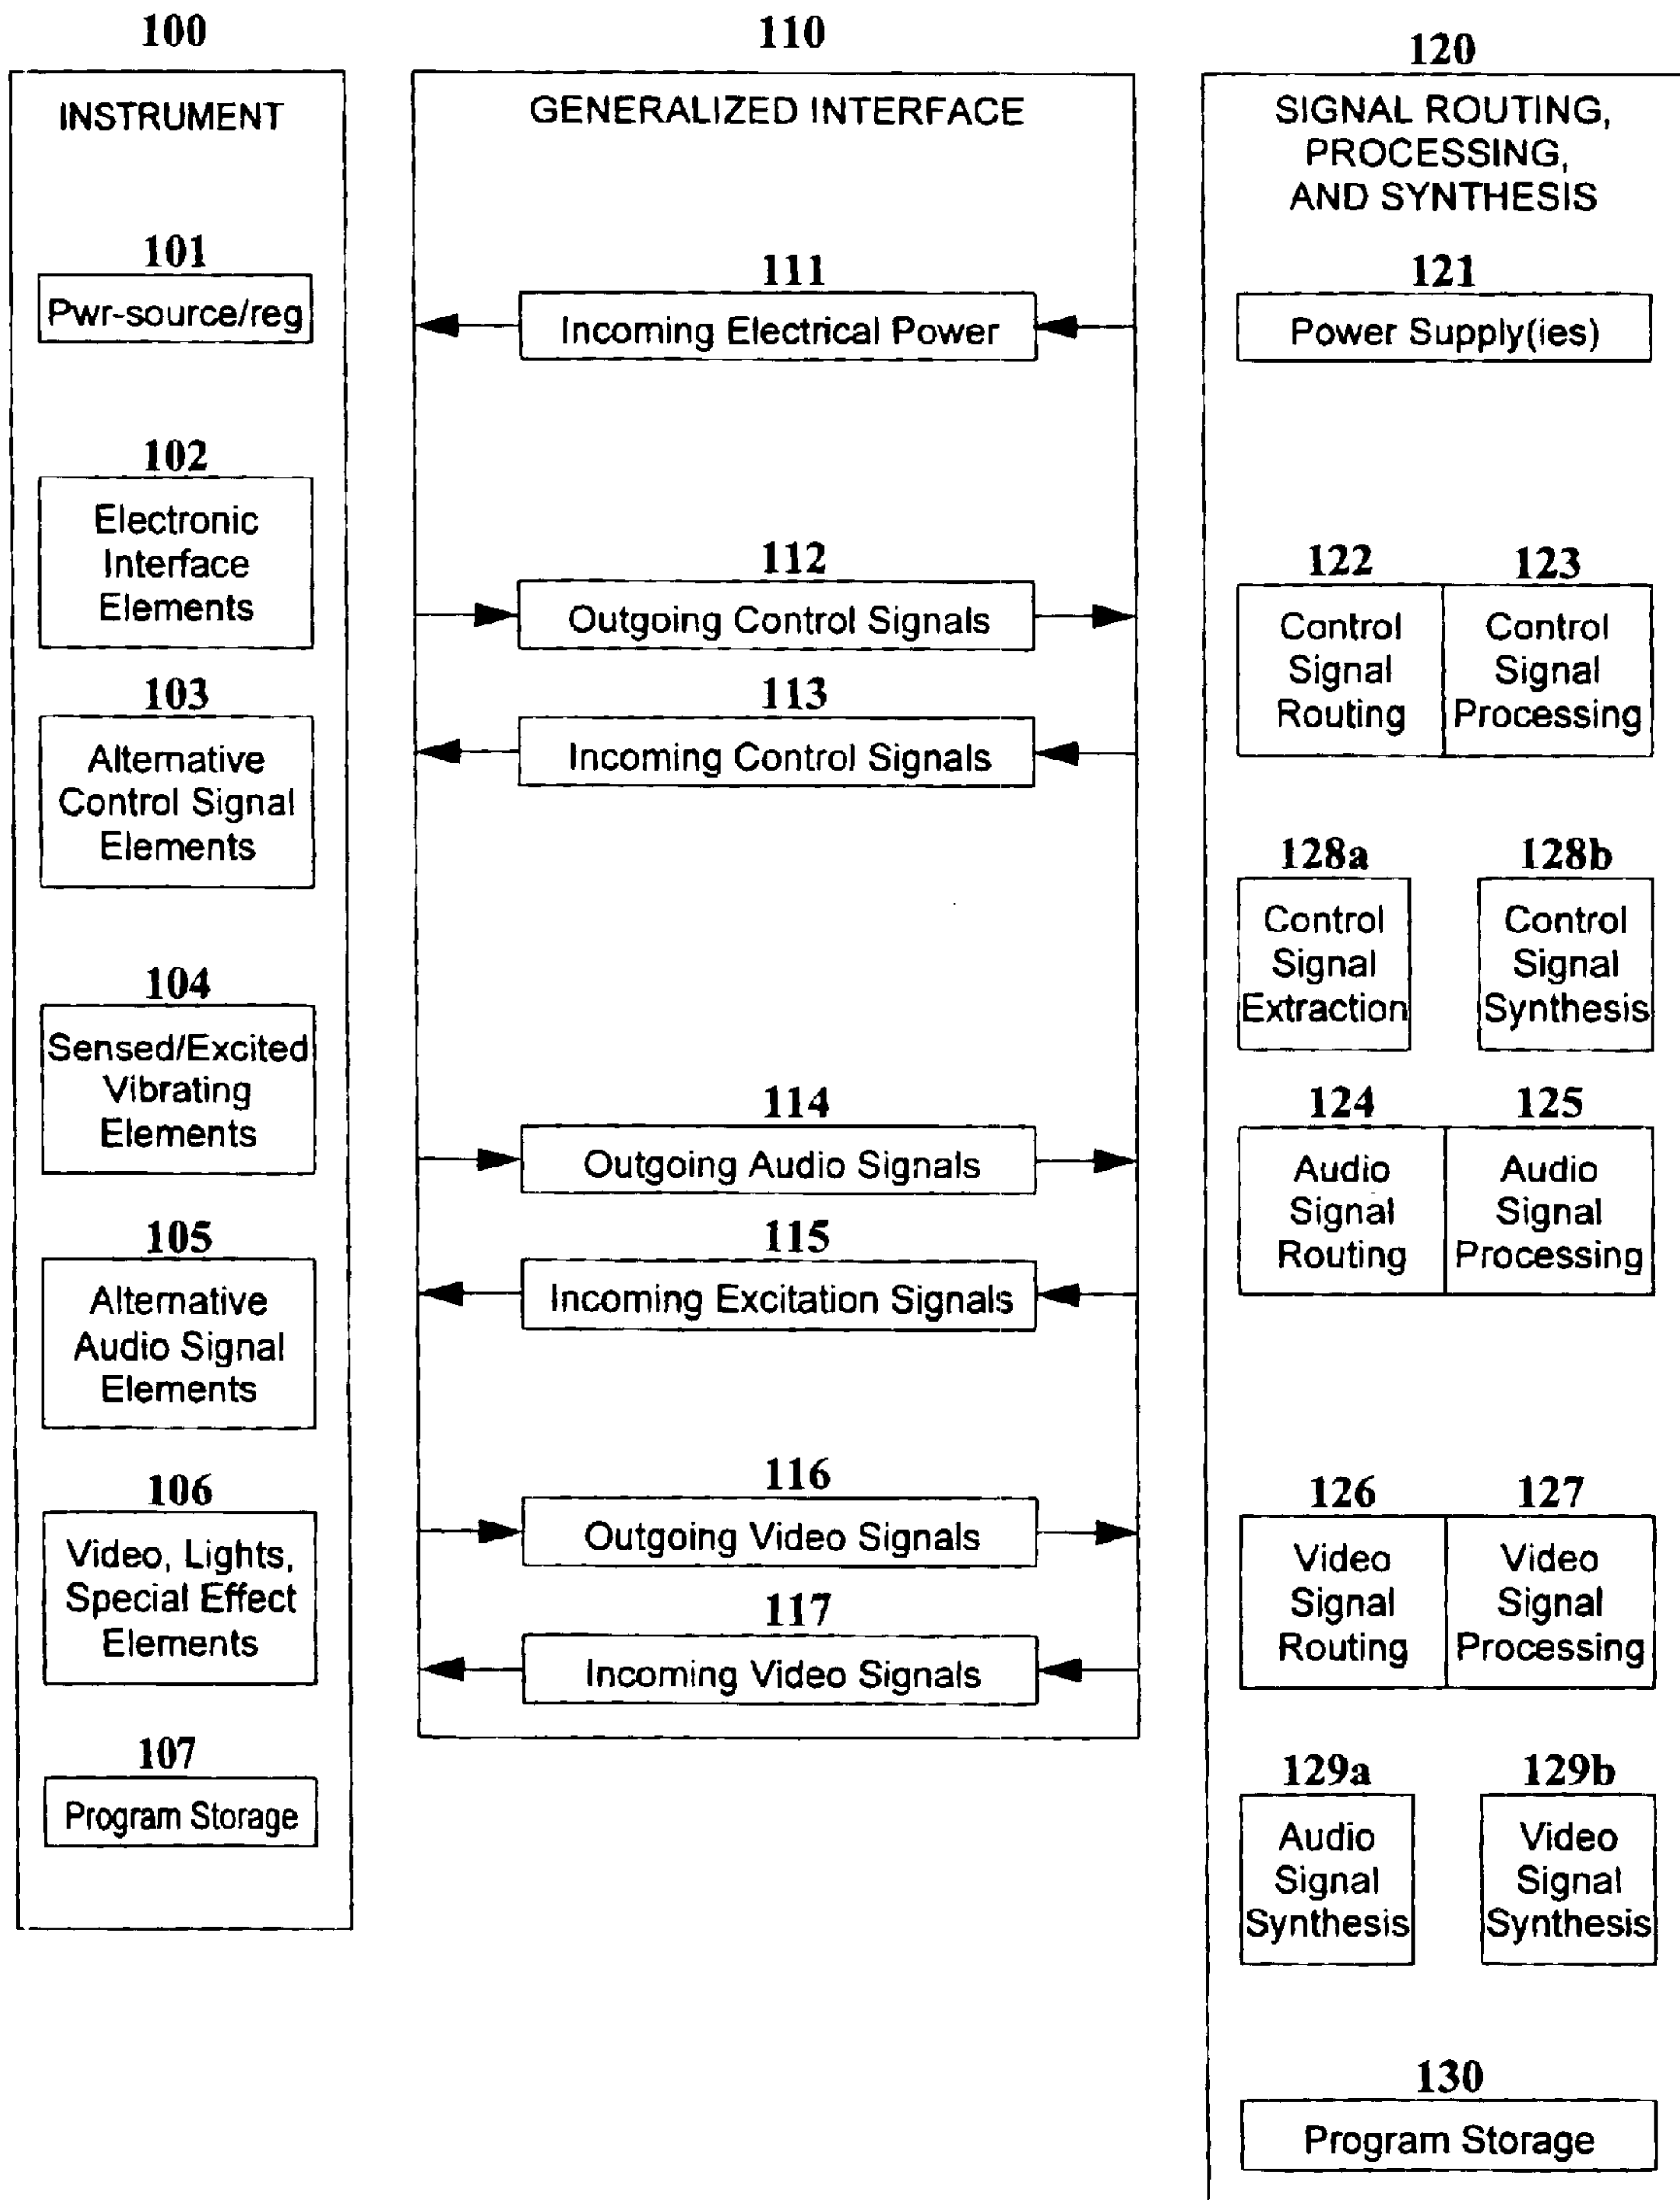 100
INSTRUMENT
101
Pwr-source/reg
102
Electronic
Interface
Elements
103
Alternative
Control Signal
Elements
104
Sensed/Excited
Vibrating
Elements
105
Alternative
Audio Signal
Elements
106
Video, Lights,
Special Effect
Elements
107
Program Storage
110
GENERALIZED INTERFACE
111
Incoming Electrical Power
112
Outgoing Control Signals
113
Incoming Control Signals
114
Outgoing Audio Signals
115
Incoming Excitation Signals
116
Outgoing Video Signals
117
Incoming Video Signals
120
SIGNAL ROUTING,
PROCESSING,
AND SYNTHESIS
121
Power Supply(ies)
122
Control
Signal
Routing
123
Control
Signal
Processing
128a
Control
Signal
Extraction
128b
Control
Signal
Synthesis
124
Audio
Signal
Routing
125
Audio
Signal
Processing
126
Video
Signal
Routing
127
Video
Signal
Processing
129a
Audio
Signal
Synthesis
129b
Video
Signal
Synthesis
130
Program Storage